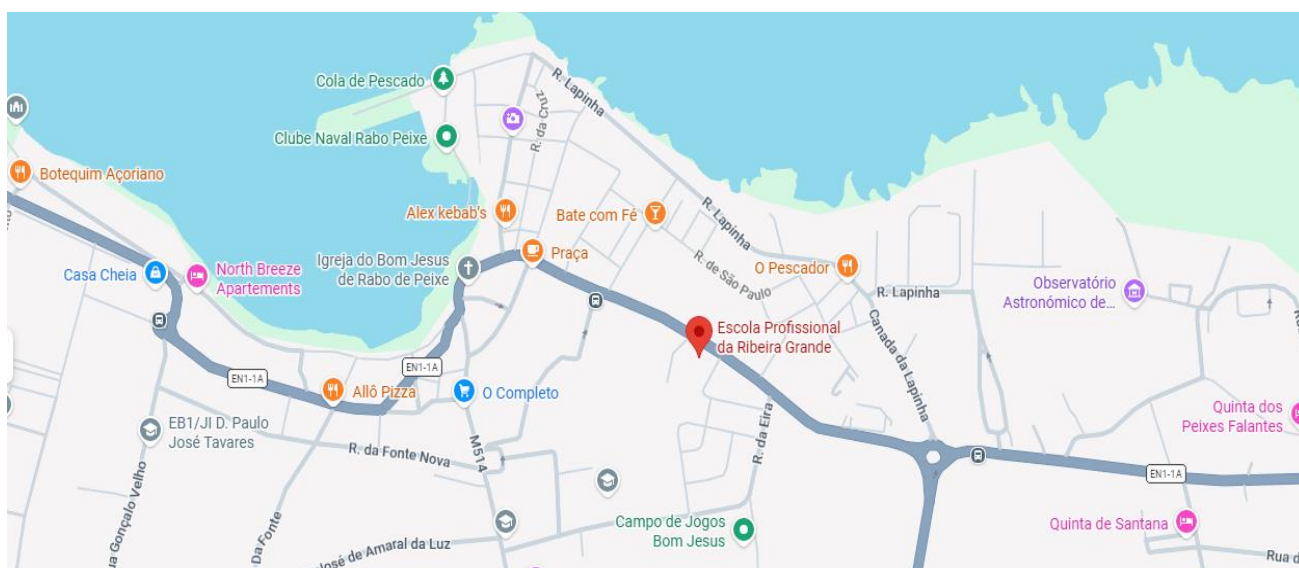 Cola de Pescado
R. Lapinha
R. da Cruz
Clube Naval Rabo Peixe
Botequim Açoriano
Alex kebab's
Bate com Fé
R. Lapinha
Igreja do Bom Jesus
de Rabo de Peixe
Praça
R. de São Paulo
O Pescador
Casa Cheia
North Breeze
Apartements
R. Lapinha
Observatório
Astronómico de...
Escola Profissional
da Ribeira Grande
Canada da Lapinha
EN1-1A
EN1-1A
Allô Pizza
O Completo
EB1/JI D. Paulo
José Tavares
R. da Fonte Nova
M514
R. da Eira
Quinta dos
Peixes Falantes
EN1-1A
ua Gonçalo Velho
Da Fonte
Campo de Jogos
Bom Jesus
Quinta de Santana
José de Amaral da Luz
Rua d